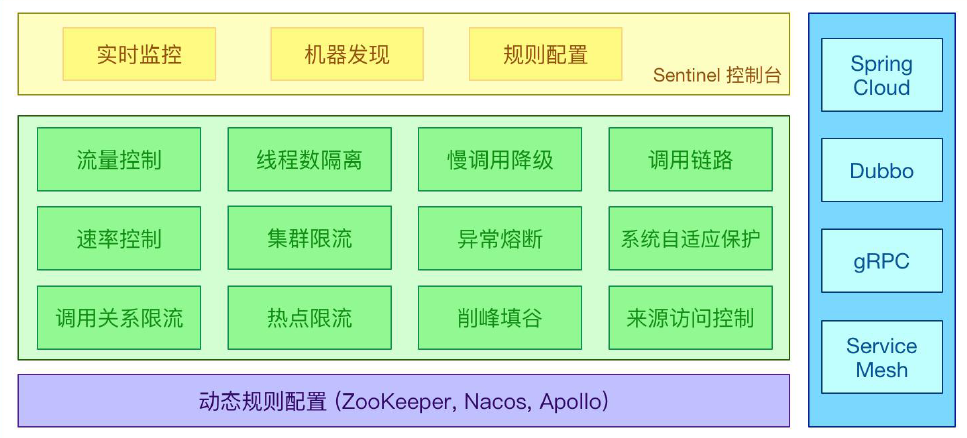 实时监控
机器发现
规则配置
Sentinel 控制台
流量控制
线程数隔离
慢调用降级
调用链路
速率控制
集群限流
异常熔断
系统自适应保护
调用关系限流
热点限流
削峰填谷
来源访问控制
动态规则配置 (ZooKeeper, Nacos, Apollo)
Spring
Cloud
Dubbo
gRPC
Service
Mesh